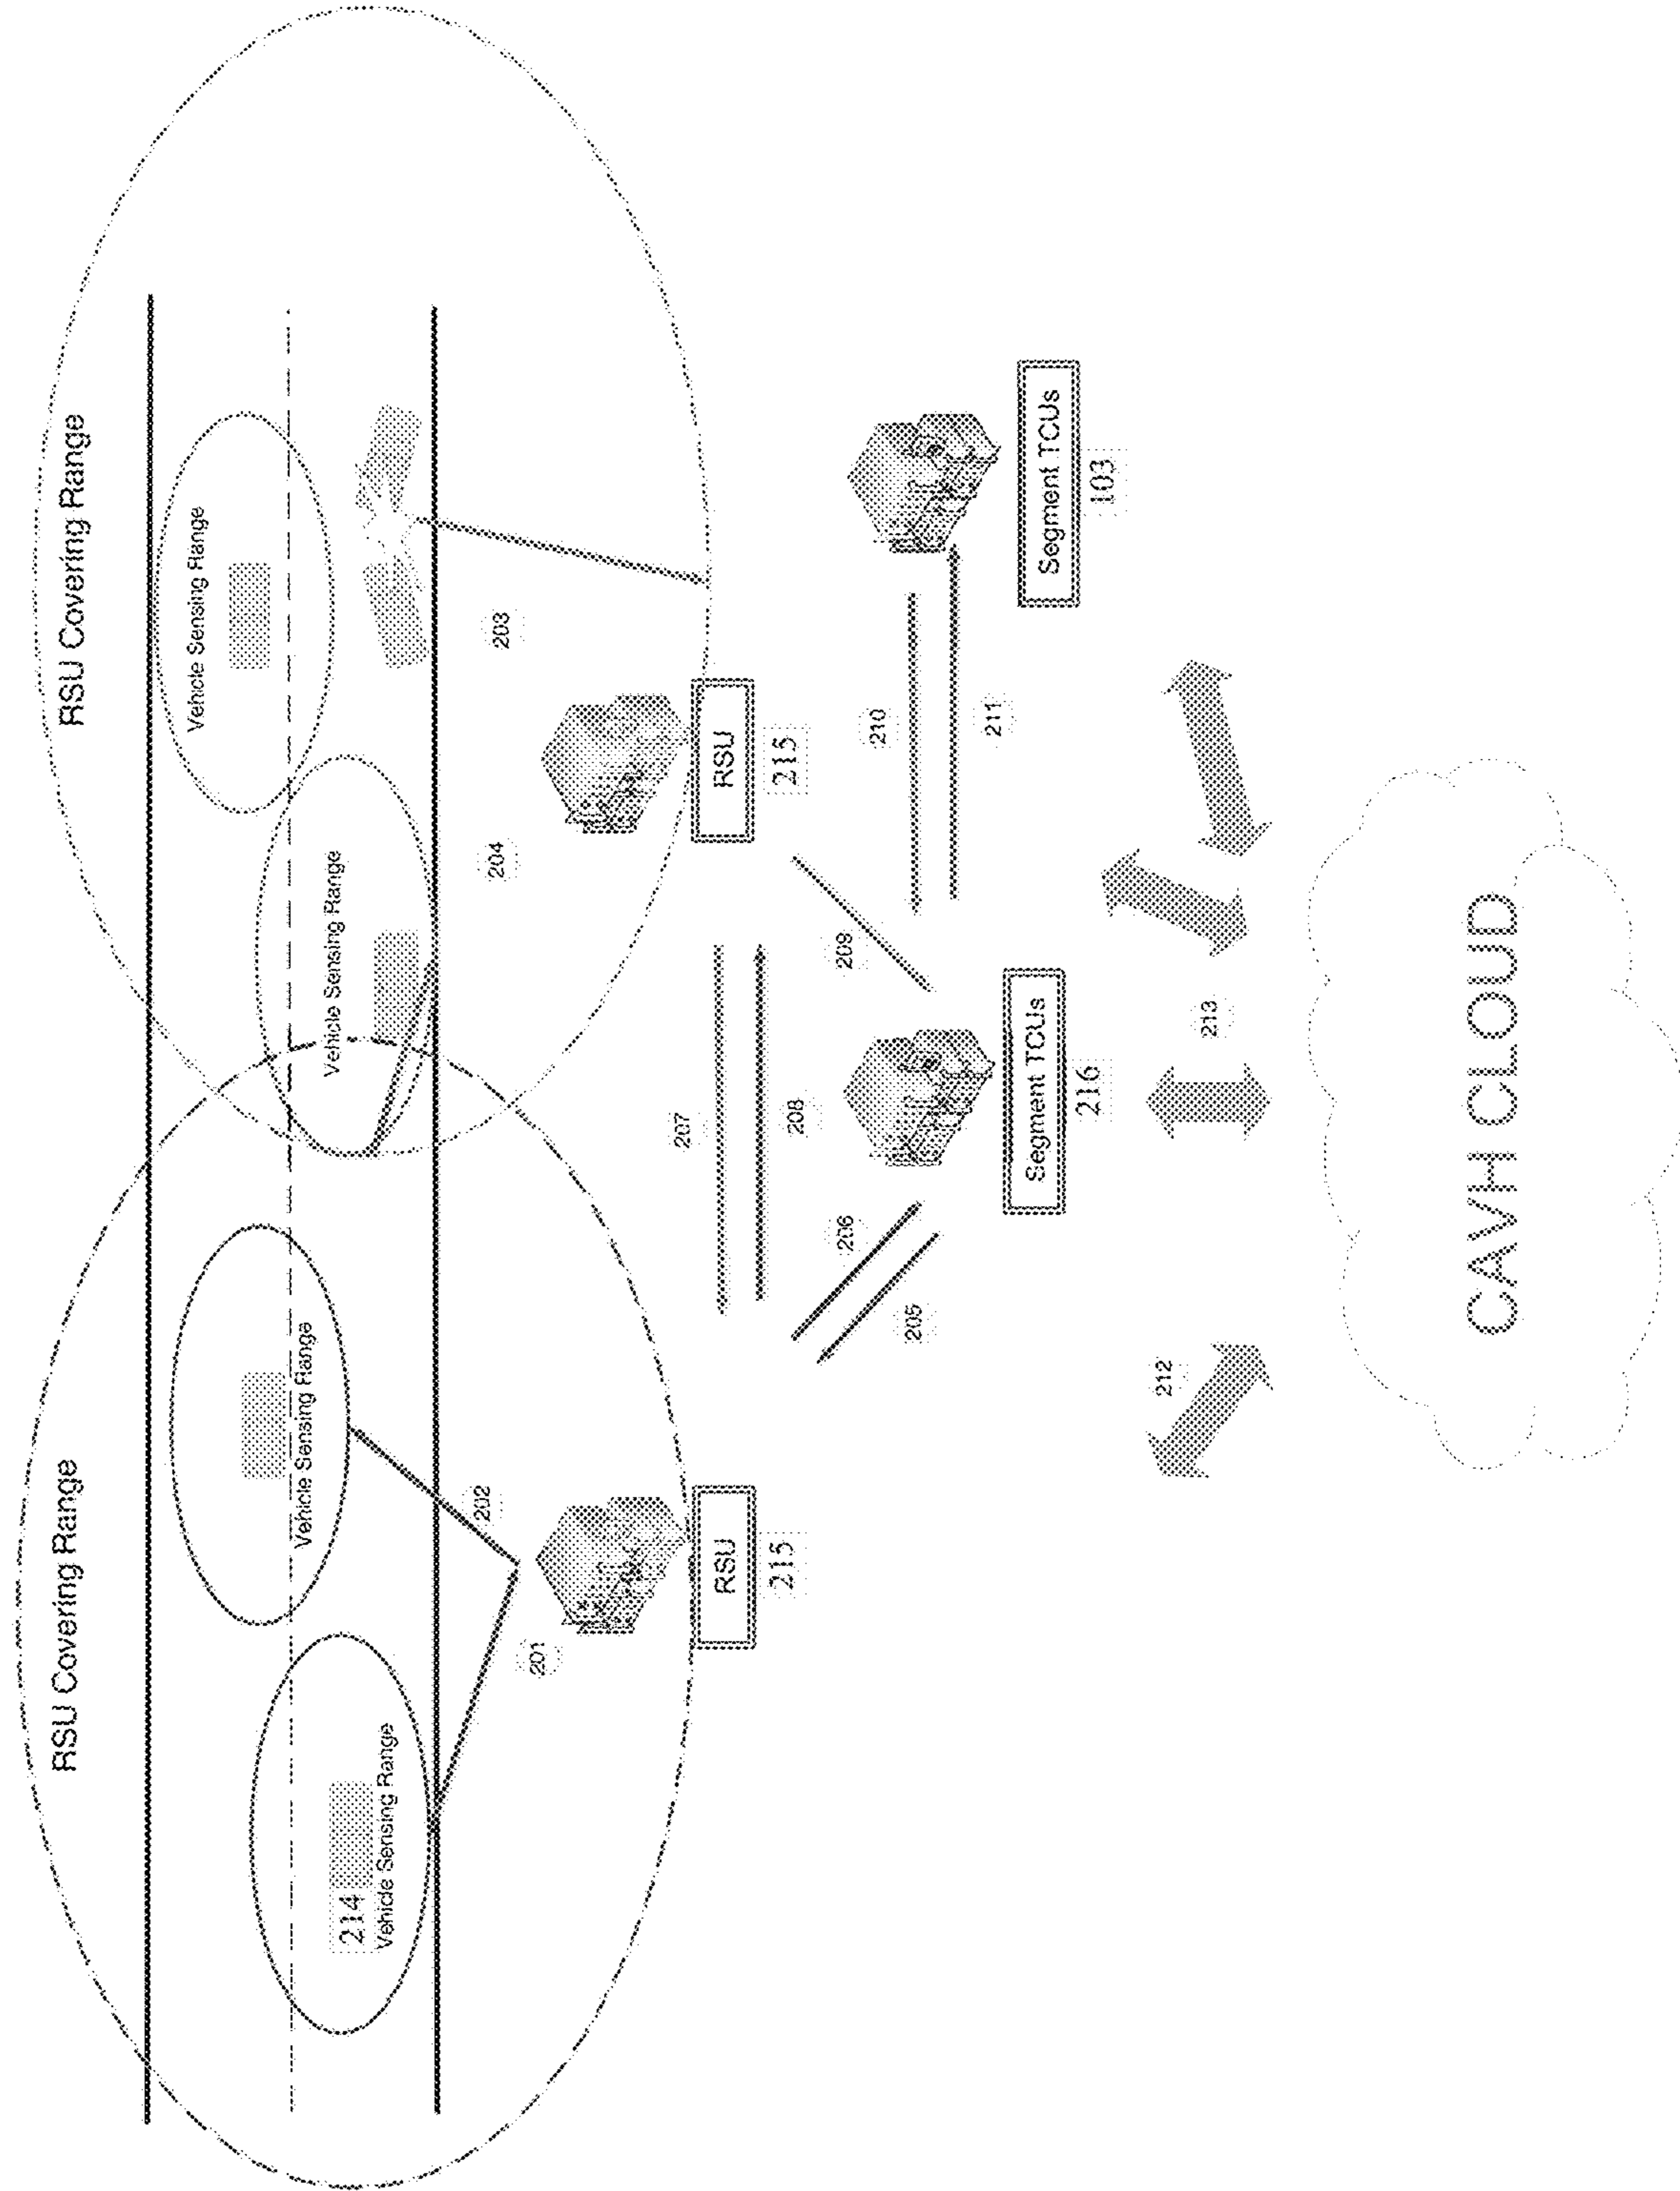 RSU Covering Range
RSU Covering Range
Vehicle Sensing Range
Vehicle Sensing Range
Vehicle Sensing Range
214
Vehicle Sensing Range
202
204
203
201
RSU
215
RSU
215
207
208
206
205
209
210
211
Segment TCUs
216
Segment TCUs
103
212
213
CAVH CLOUD